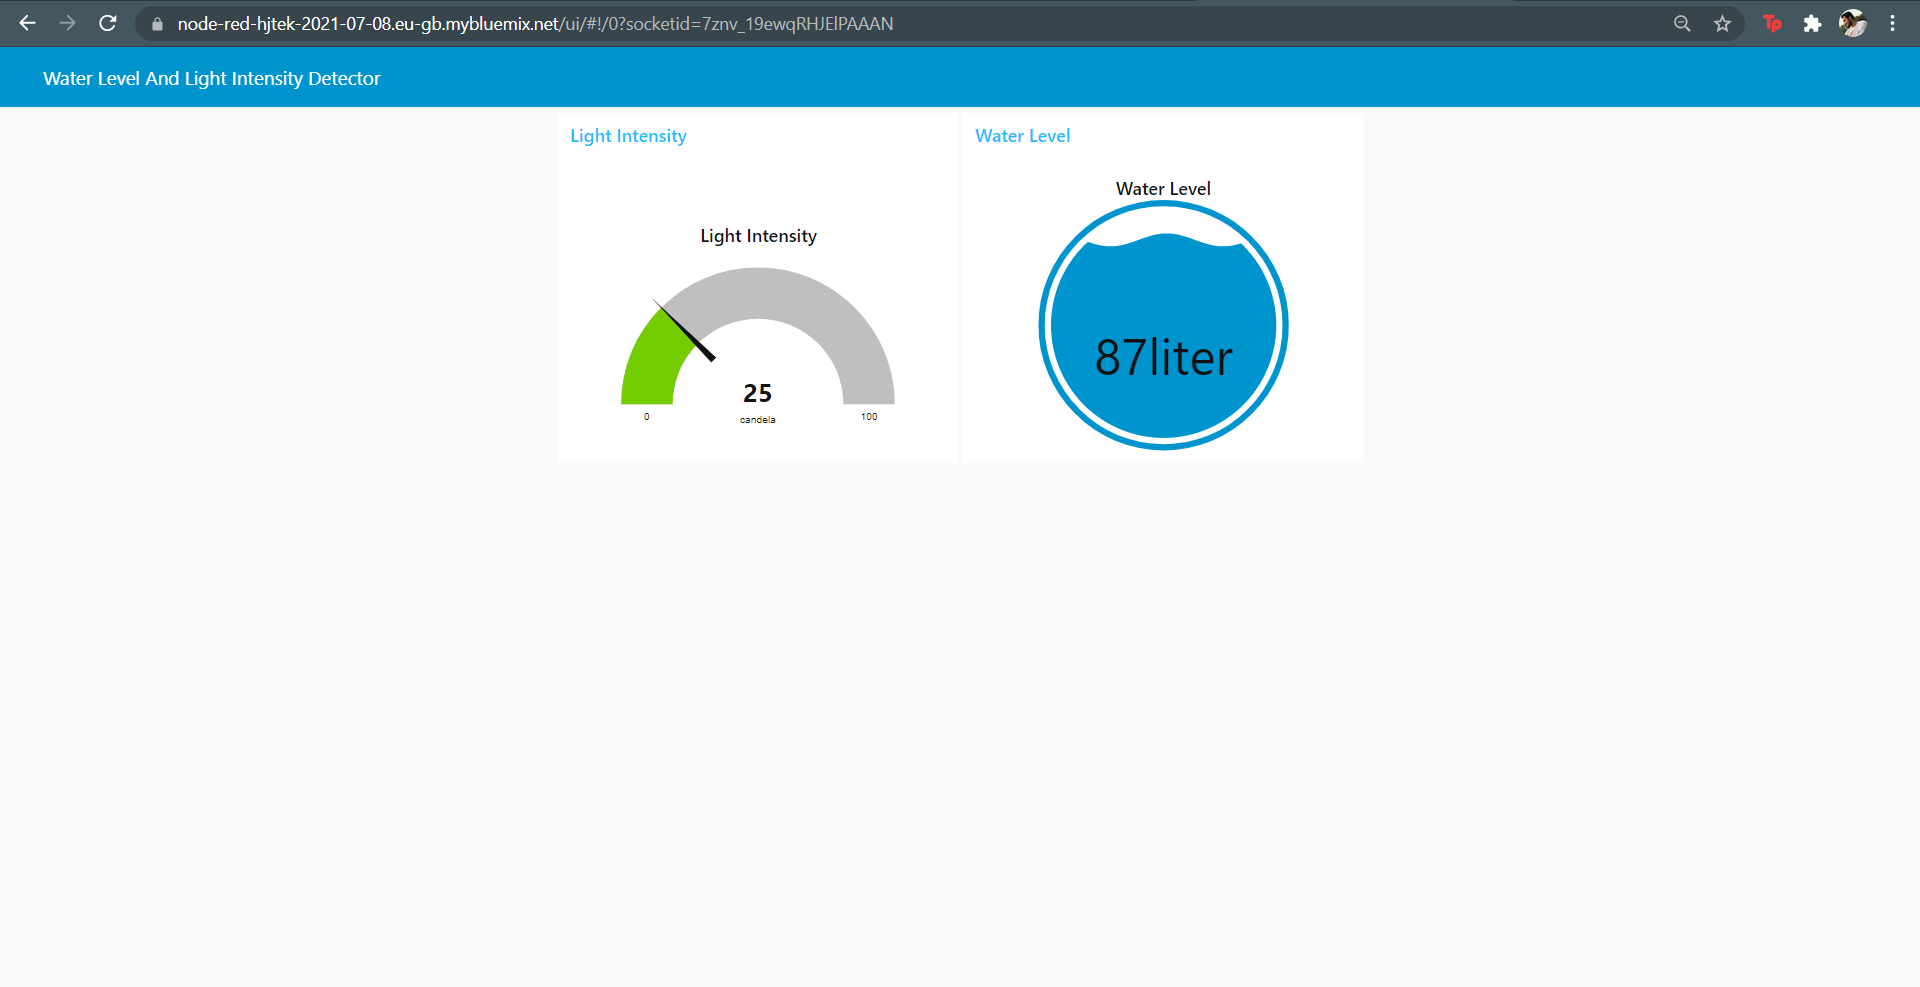 node-red-hjtek-2021-07-08.eu-gb.mybluemix.net/ui/#!/0?socketid=7znv_19ewqRHJElPAAAN
Tp
Water Level And Light Intensity Detector
Light Intensity
Light Intensity
25
0
100
candela
Water Level
Water Level
87liter